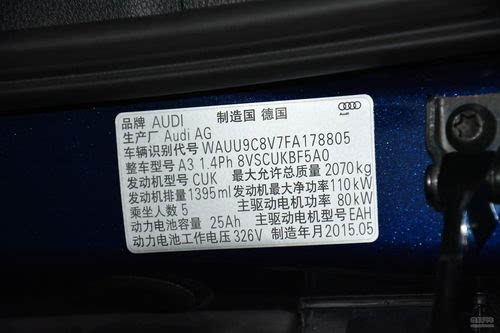 品牌 AUDI 制造国 德国
生产厂 Audi AG
车辆识别代号 WAUU9C8V7FA178805
整车型号 A3 1.4Ph 8VSCUKBF5A0
发动机型号 CUK 最大允许总质量 2070kg
发动机排量 1395ml 发动机最大净功率 110kW
乘坐人数 5 主驱动电机功率 80kW
动力电池容量 25Ah 主驱动电机型号 EAH
动力电池工作电压 326V 制造年月 2015.05